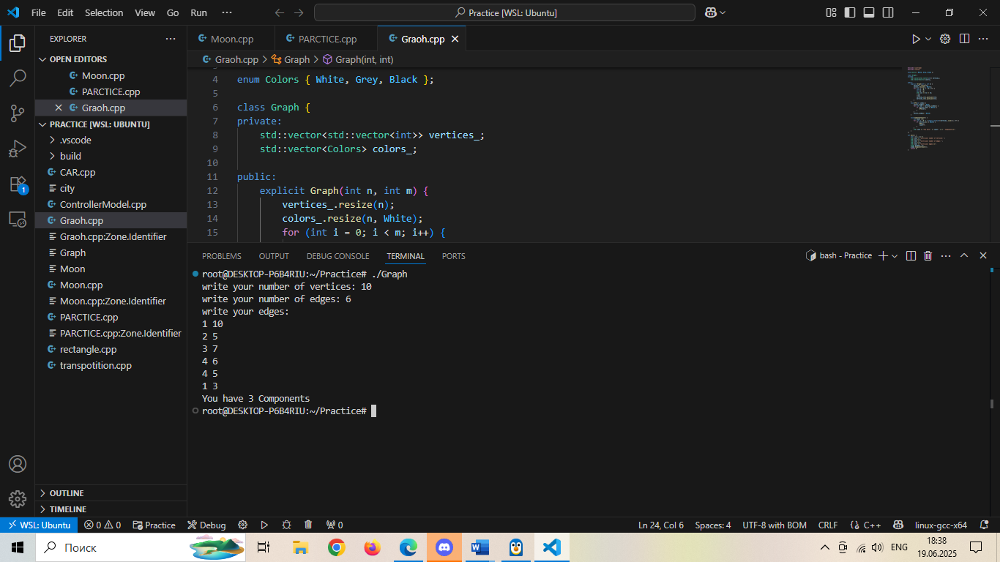 File Edit Selection View Go Run ··· Practice [WSL: Ubuntu]
EXPLORER ···
OPEN EDITORS
Moon.cpp
PARCTICE.cpp
Graoh.cpp
PRACTICE [WSL: UBUNTU]
.vscode
build
CAR.cpp
city
ControllerModel.cpp
Graoh.cpp
Graoh.cpp:Zone.Identifier
Graph
Moon
Moon.cpp
Moon.cpp:Zone.Identifier
PARCTICE.cpp
PARCTICE.cpp:Zone.Identifier
rectangle.cpp
transpotition.cpp
OUTLINE
TIMELINE
1
Moon.cpp PARCTICE.cpp Graoh.cpp
Graoh.cpp > Graph > Graph(int, int)
4 enum Colors { White, Grey, Black };
5
6 class Graph {
7 private:
8 std::vector<std::vector<int>> vertices_;
9 std::vector<Colors> colors_;
10
11 public:
12 explicit Graph(int n, int m) {
13 vertices_.resize(n);
14 colors_.resize(n, White);
15 for (int i = 0; i < m; i++) {
PROBLEMS OUTPUT DEBUG CONSOLE TERMINAL PORTS bash - Practice
root@DESKTOP-P6B4RIU:~/Practice# ./Graph
write your number of vertices: 10
write your number of edges: 6
write your edges:
1 10
2 5
3 7
4 6
4 5
1 3
You have 3 Components
root@DESKTOP-P6B4RIU:~/Practice#
WSL: Ubuntu 0 0 Practice Debug 0 Ln 24, Col 6 Spaces: 4 UTF-8 with BOM CRLF {} C++ linux-gcc-x64
Поиск ENG 18:38
19.06.2025